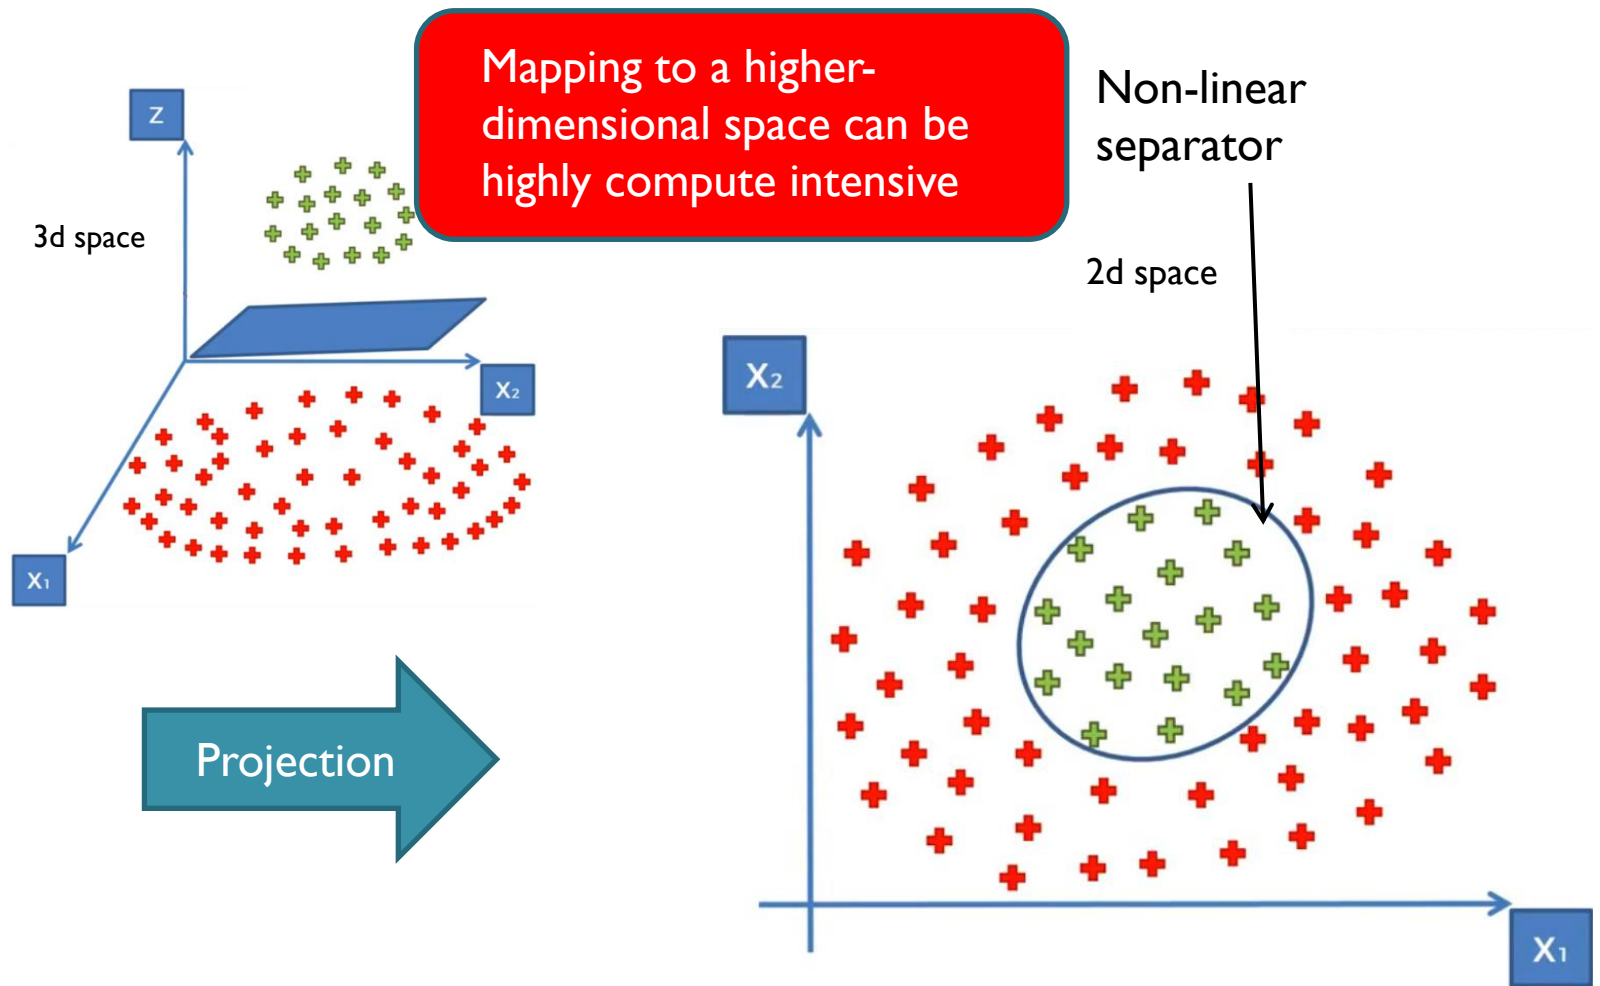 Mapping to a higher-
dimensional space can be
highly compute intensive
Non-linear
separator
z
3d space
2d space
X₂
X₁
X₂
Projection
X₁